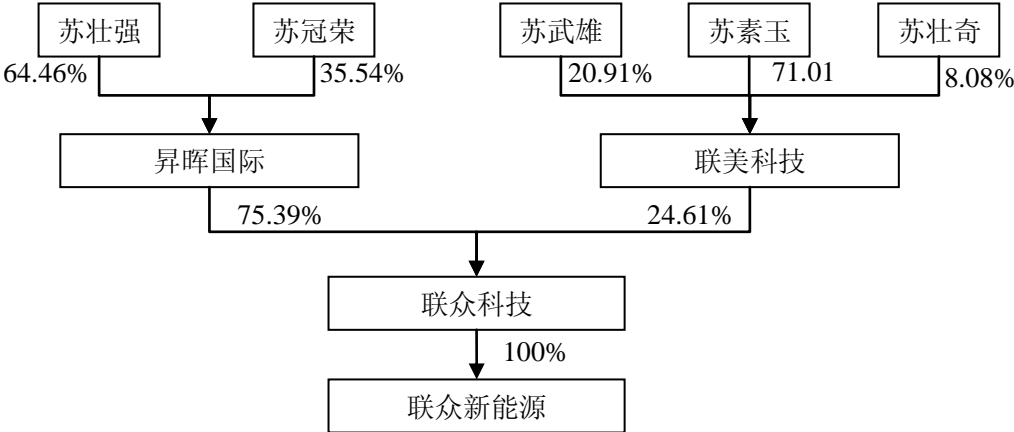 苏壮强 苏冠荣 苏武雄 苏素玉 苏壮奇
64.46% 35.54% 20.91% 71.01 8.08%
昇晖国际 联美科技
75.39% 24.61%
联众科技
100%
联众新能源